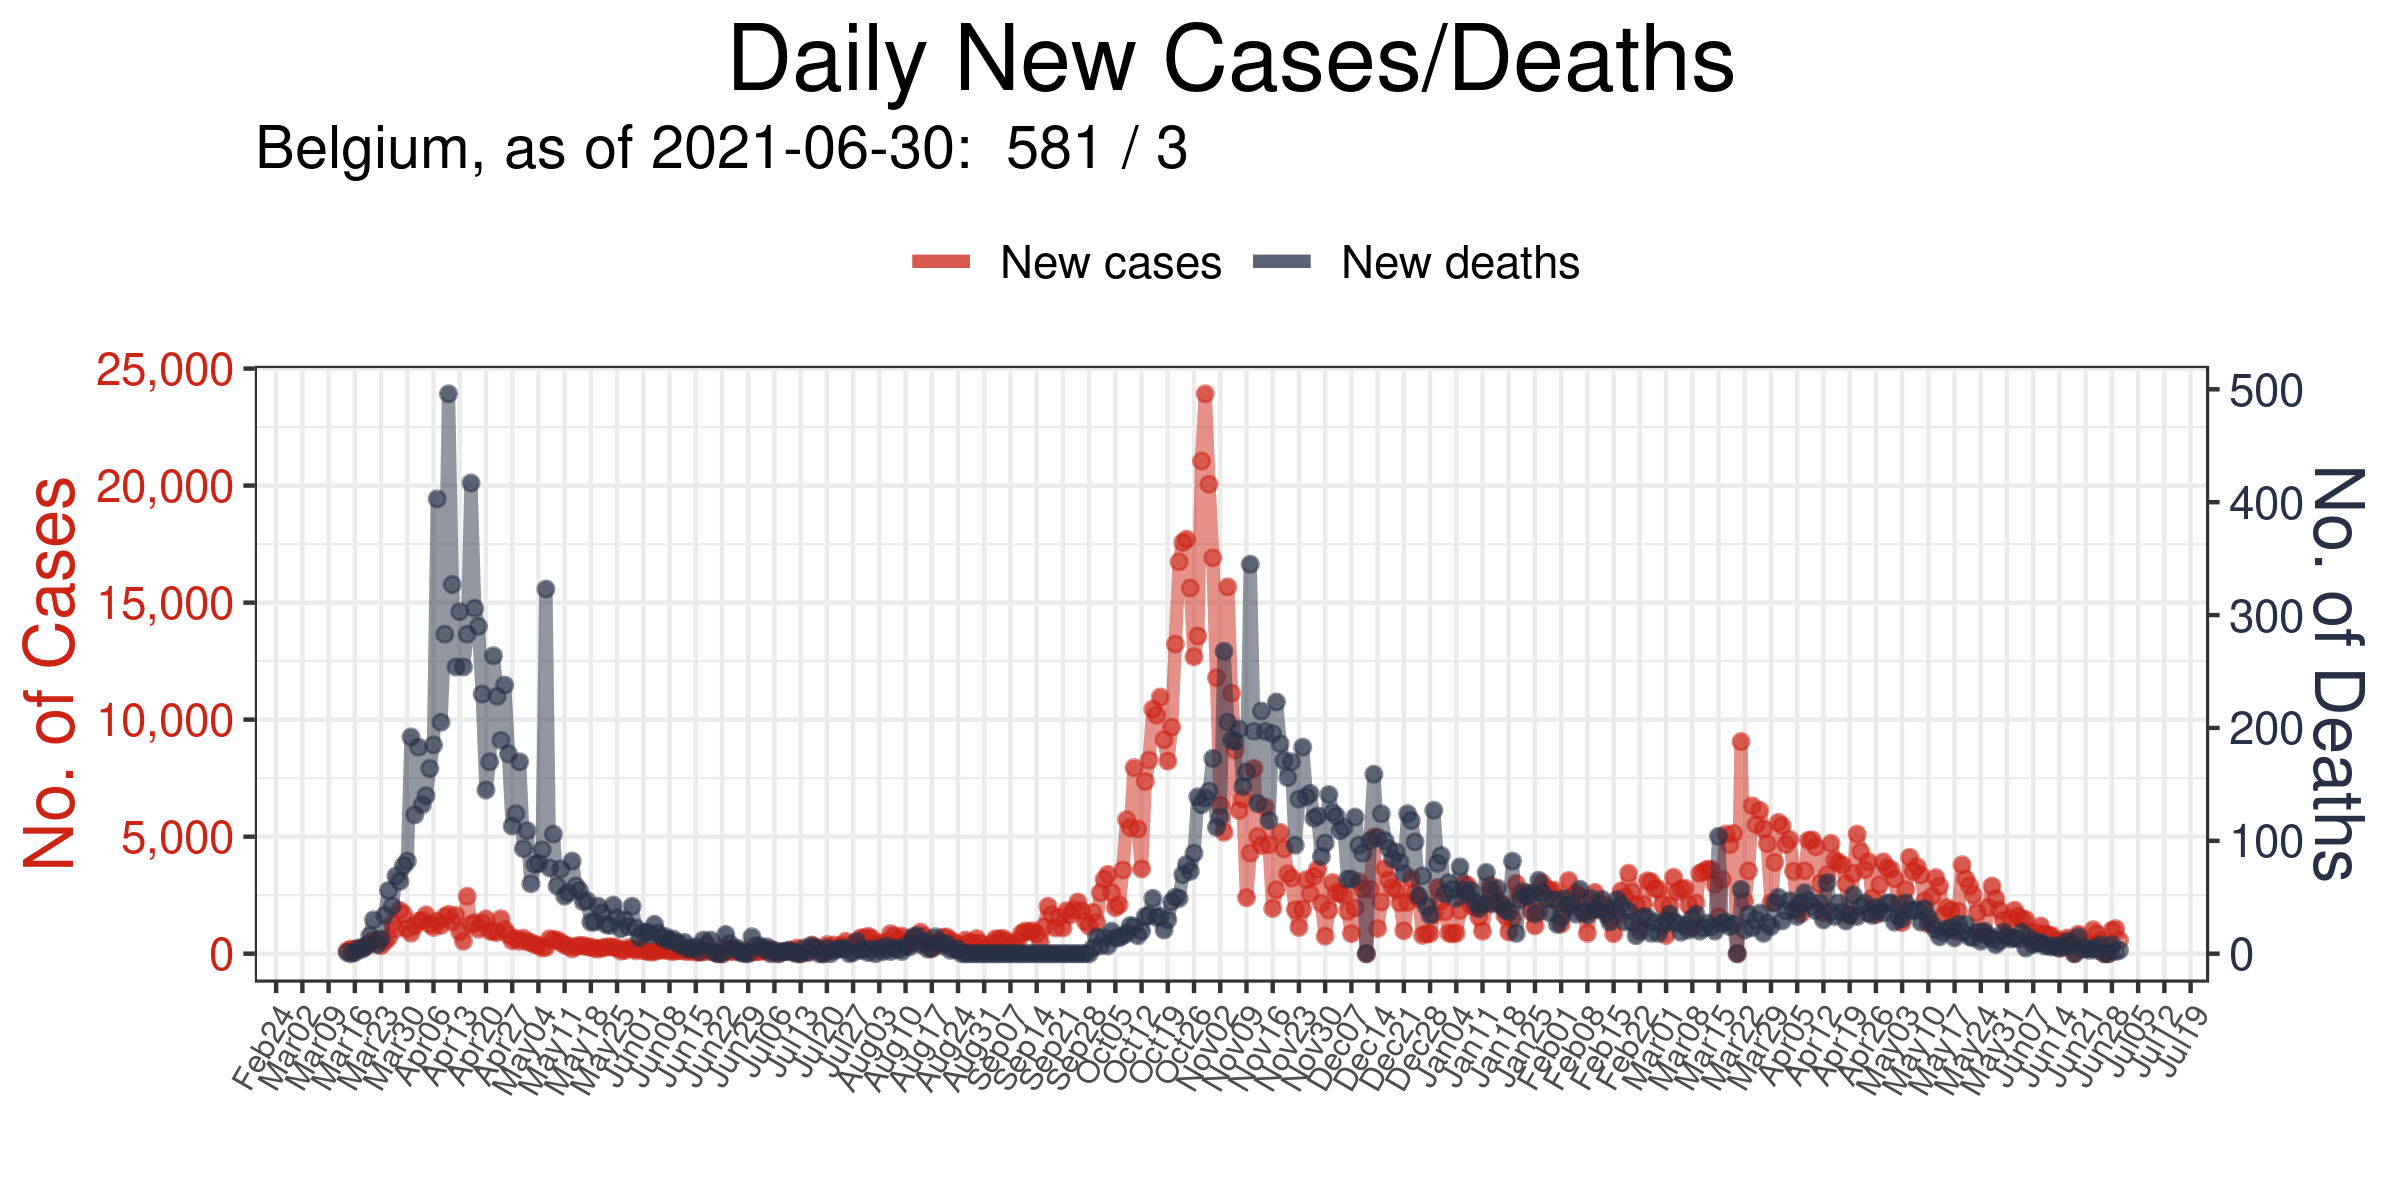 Daily New Cases/Deaths
Belgium, as of 2021-06-30:  581 / 3
New cases New deaths
No. of Cases
25,000
20,000
15,000
10,000
5,000
0
500
400
300
200
100
0
No. of Deaths
Feb24 Mar02 Mar09 Mar16 Mar23 Mar30 Apr06 Apr13 Apr20 Apr27 May04 May11 May18 May25 Jun01 Jun08 Jun15 Jun22 Jun29 Jul06 Jul13 Jul20 Jul27 Aug03 Aug10 Aug17 Aug24 Aug31 Sep07 Sep14 Sep21 Sep28 Oct05 Oct12 Oct19 Oct26 Nov02 Nov09 Nov16 Nov23 Nov30 Dec07 Dec14 Dec21 Dec28 Jan04 Jan11 Jan18 Jan25 Feb01 Feb08 Feb15 Feb22 Mar01 Mar08 Mar15 Mar22 Mar29 Apr05 Apr12 Apr19 Apr26 May03 May10 May17 May24 May31 Jun07 Jun14 Jun21 Jun28 Jul05 Jul12 Jul19